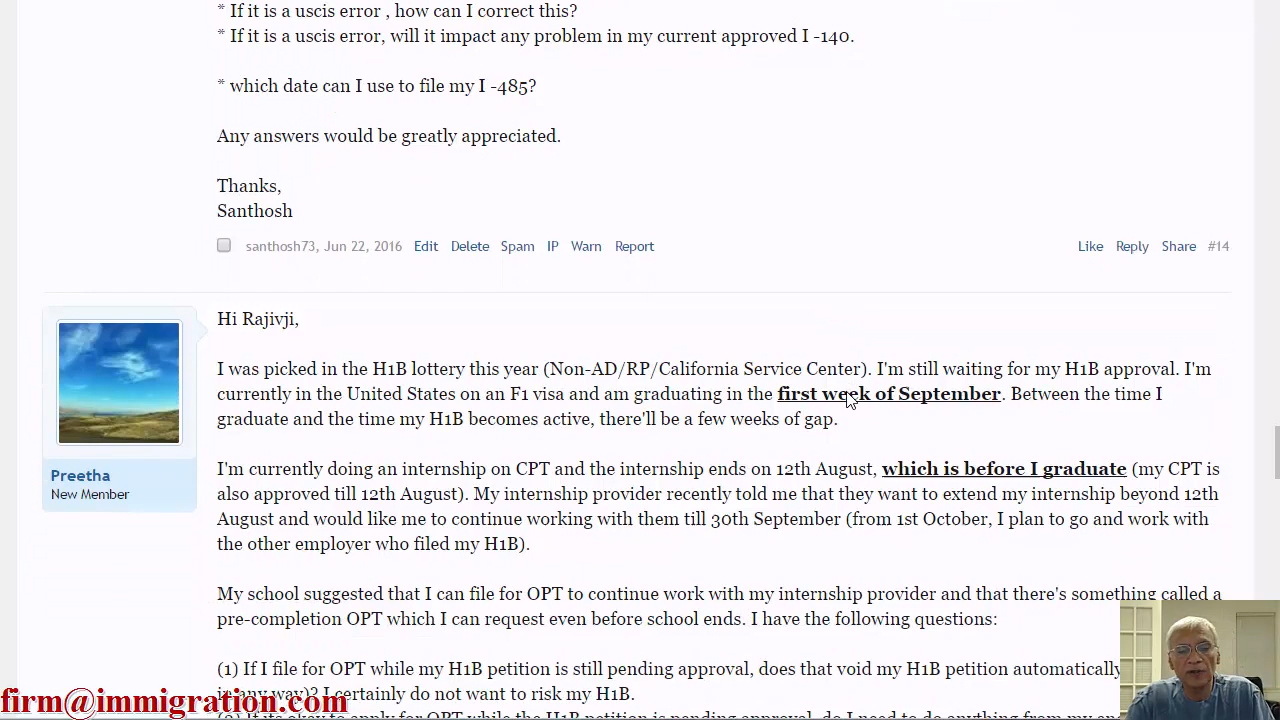 * If it is a uscis error , how can I correct this?
* If it is a uscis error, will it impact any problem in my current approved I -140.
* which date can I use to file my I -485?
Any answers would be greatly appreciated.
Thanks,
Santhosh
santhosh73, Jun 22, 2016 Edit Delete Spam IP Warn Report Like Reply Share #14
Preetha
New Member
Hi Rajivji,
I was picked in the H1B lottery this year (Non-AD/RP/California Service Center). I'm still waiting for my H1B approval. I'm
currently in the United States on an F1 visa and am graduating in the first week of September. Between the time I
graduate and the time my H1B becomes active, there'll be a few weeks of gap.
I'm currently doing an internship on CPT and the internship ends on 12th August, which is before I graduate (my CPT is
also approved till 12th August). My internship provider recently told me that they want to extend my internship beyond 12th
August and would like me to continue working with them till 30th September (from 1st October, I plan to go and work with
the other employer who filed my H1B).
My school suggested that I can file for OPT to continue work with my internship provider and that there's something called a
pre-completion OPT which I can request even before school ends. I have the following questions:
(1) If I file for OPT while my H1B petition is still pending approval, does that void my H1B petition automatically
in any way)? I certainly do not want to risk my H1B.
firm@immigration.com